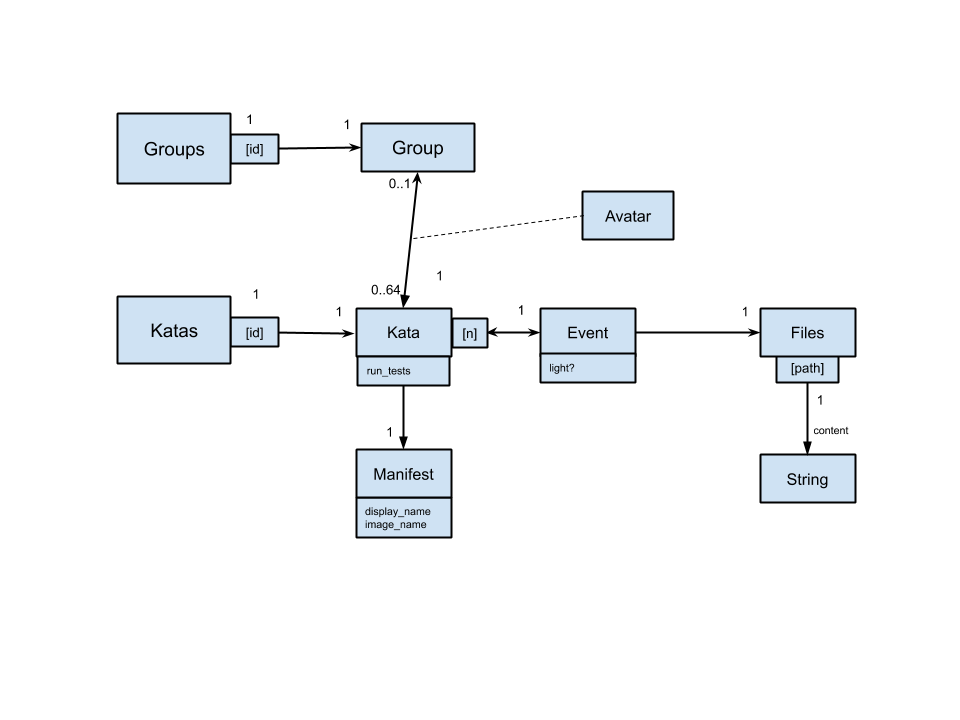 1
1
Groups
[id]
Group
0..1
Avatar
1
0..64
1
1
1
1
Katas
[id]
Kata
[n]
Event
Files
run_tests
light?
[path]
1
content
1
Manifest
String
display_name
image_name